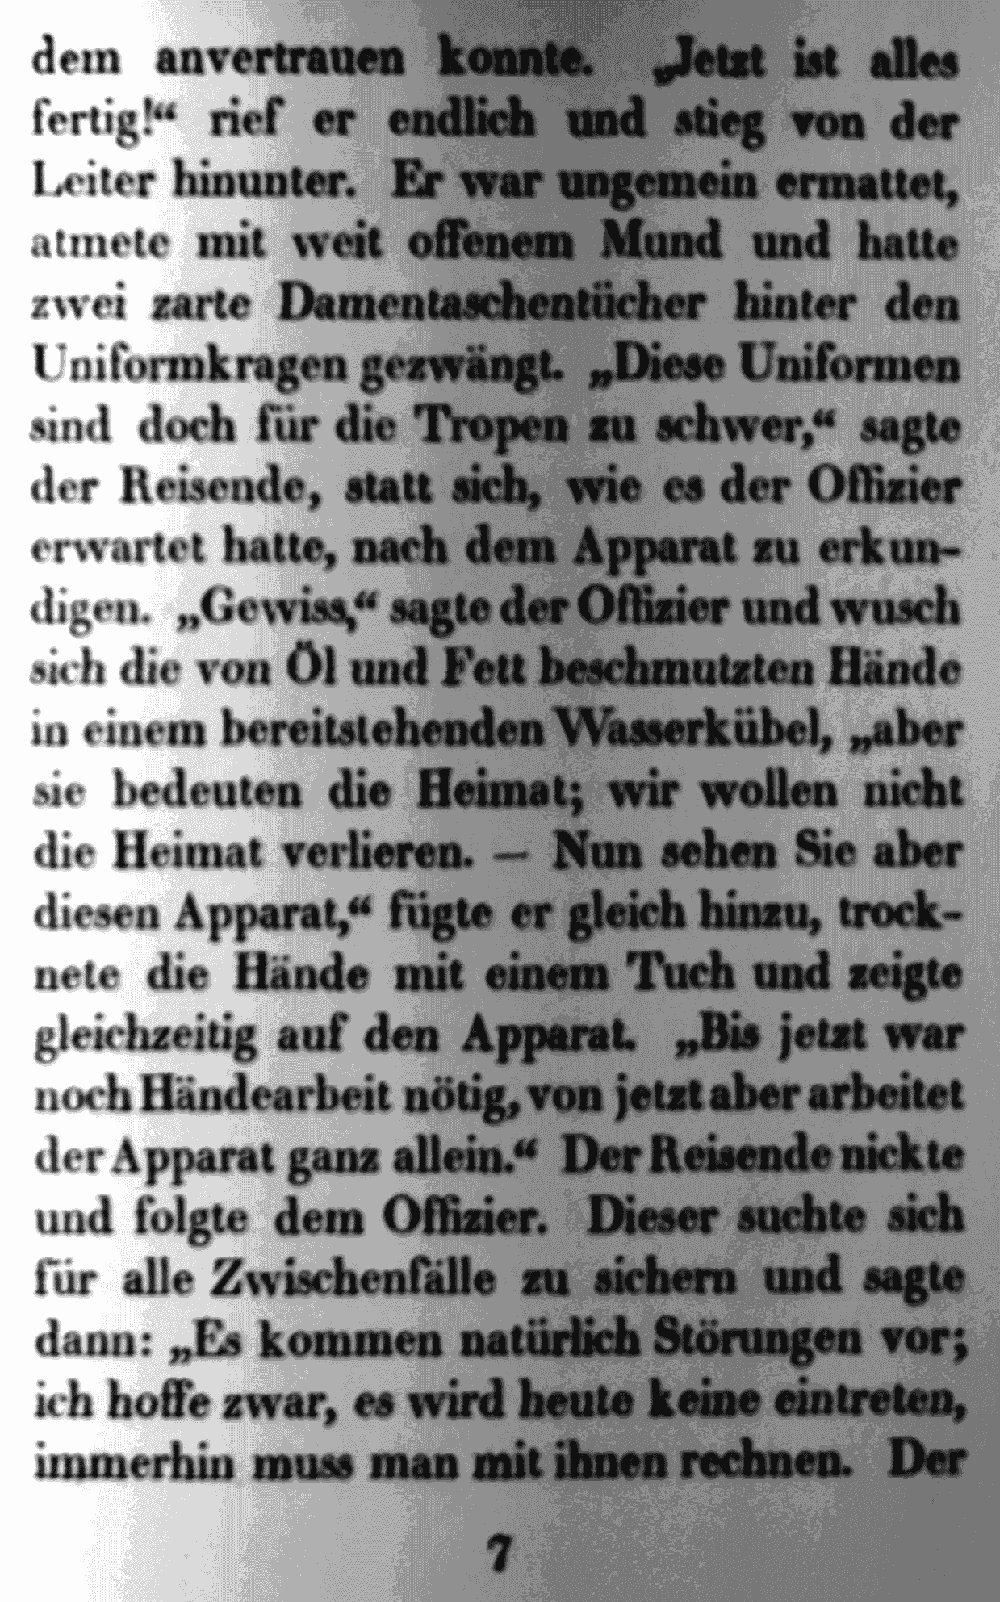 dem anvertrauen konnte. „Jetzt ist alles
fertig!“ rief er endlich und stieg von der
Leiter hinunter. Er war ungemein ermattet,
atmete mit weit offenem Mund und hatte
zwei zarte Damentaschentücher hinter den
Uniformkragen gezwängt. „Diese Uniformen
sind doch für die Tropen zu schwer,“ sagte
der Reisende, statt sich, wie es der Offizier
erwartet hatte, nach dem Apparat zu erkun-
digen. „Gewiss,“ sagte der Offizier und wusch
sich die von Öl und Fett beschmutzten Hände
in einem bereitstehenden Wasserkübel, „aber
sie bedeuten die Heimat; wir wollen nicht
die Heimat verlieren. — Nun sehen Sie aber
diesen Apparat,“ fügte er gleich hinzu, trock-
nete die Hände mit einem Tuch und zeigte
gleichzeitig auf den Apparat. „Bis jetzt war
noch Händearbeit nötig, von jetzt aber arbeitet
der Apparat ganz allein.“ Der Reisende nickte
und folgte dem Offizier. Dieser suchte sich
für alle Zwischenfälle zu sichern und sagte
dann: „Es kommen natürlich Störungen vor;
ich hoffe zwar, es wird heute keine eintreten,
immerhin muss man mit ihnen rechnen. Der
7